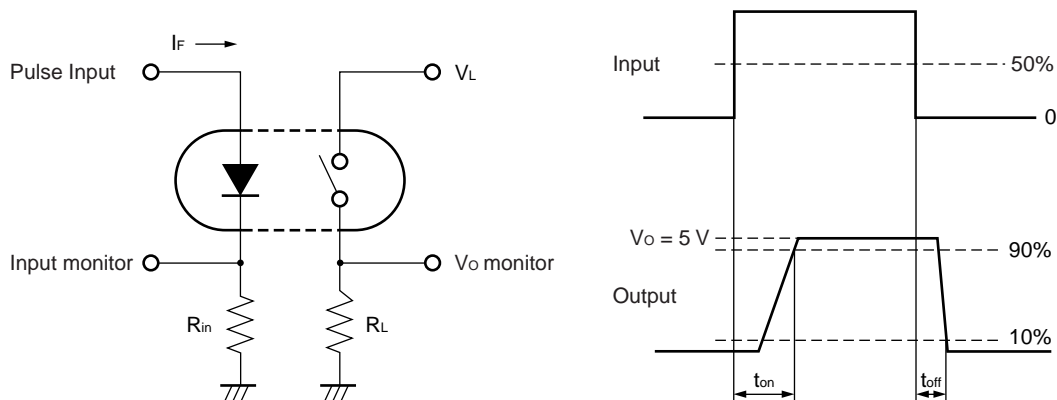 IF
Pulse Input
VL
Input monitor
VO monitor
Rin
RL
Input
50%
0
VO = 5 V
90%
Output
10%
ton
toff